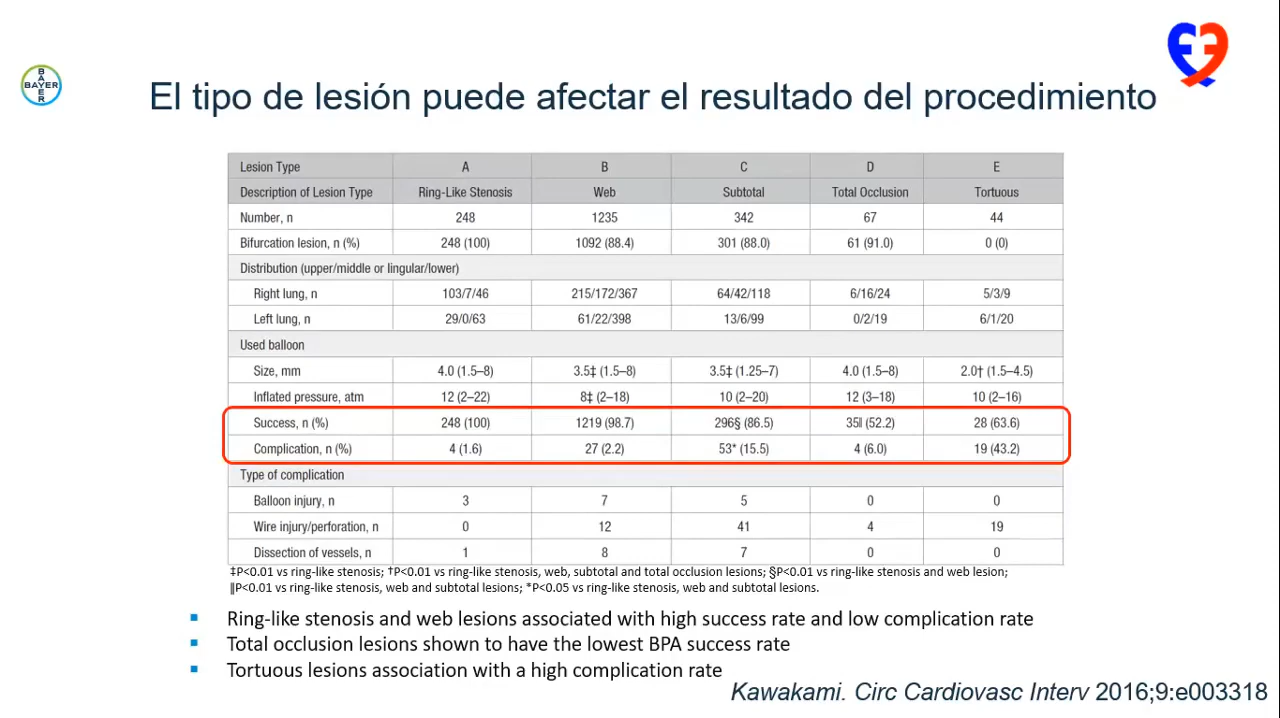 BAYER
BAYER
El tipo de lesión puede afectar el resultado del procedimiento
Lesion Type A B C D E
Description of Lesion Type Ring-Like Stenosis Web Subtotal Total Occlusion Tortuous
Number, n 248 1235 342 67 44
Bifurcation lesion, n (%) 248 (100) 1092 (88.4) 301 (88.0) 61 (91.0) 0 (0)
Distribution (upper/middle or lingular/lower)
Right lung, n 103/7/46 215/172/367 64/42/118 6/16/24 5/3/9
Left lung, n 29/0/63 61/22/398 13/6/99 0/2/19 6/1/20
Used balloon
Size, mm 4.0 (1.5–8) 3.5‡ (1.5–8) 3.5‡ (1.25–7) 4.0 (1.5–8) 2.0† (1.5–4.5)
Inflated pressure, atm 12 (2–22) 8‡ (2–18) 10 (2–20) 12 (3–18) 10 (2–16)
Success, n (%) 248 (100) 1219 (98.7) 296§ (86.5) 35‖ (52.2) 28 (63.6)
Complication, n (%) 4 (1.6) 27 (2.2) 53* (15.5) 4 (6.0) 19 (43.2)
Type of complication
Balloon injury, n 3 7 5 0 0
Wire injury/perforation, n 0 12 41 4 19
Dissection of vessels, n 1 8 7 0 0
‡P<0.01 vs ring-like stenosis; †P<0.01 vs ring-like stenosis, web, subtotal and total occlusion lesions; §P<0.01 vs ring-like stenosis and web lesion;
‖P<0.01 vs ring-like stenosis, web and subtotal lesions; *P<0.05 vs ring-like stenosis, web and subtotal lesions.
▪ Ring-like stenosis and web lesions associated with high success rate and low complication rate
▪ Total occlusion lesions shown to have the lowest BPA success rate
▪ Tortuous lesions association with a high complication rate
Kawakami. Circ Cardiovasc Interv 2016;9:e003318